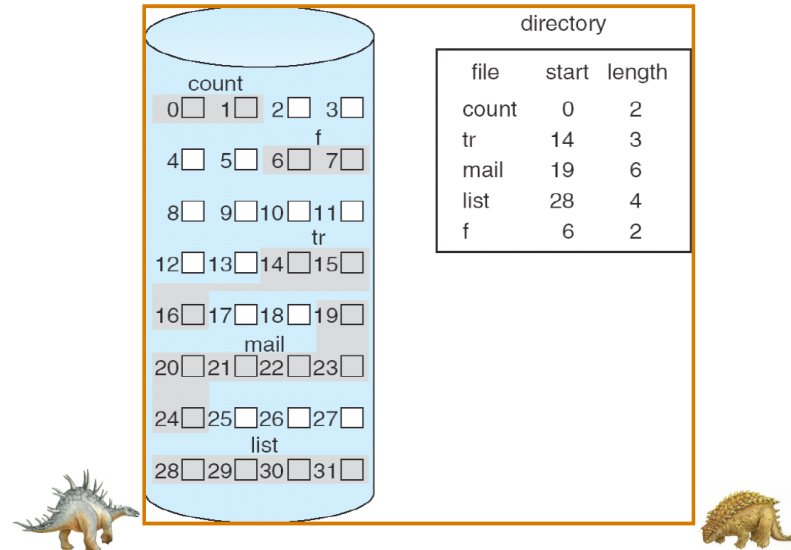 directory
file start length
count 0 2
tr 14 3
mail 19 6
list 28 4
f 6 2
count
0 1 2 3
f
4 5 6 7
8 9 10 11
tr
12 13 14 15
16 17 18 19
mail
20 21 22 23
24 25 26 27
list
28 29 30 31